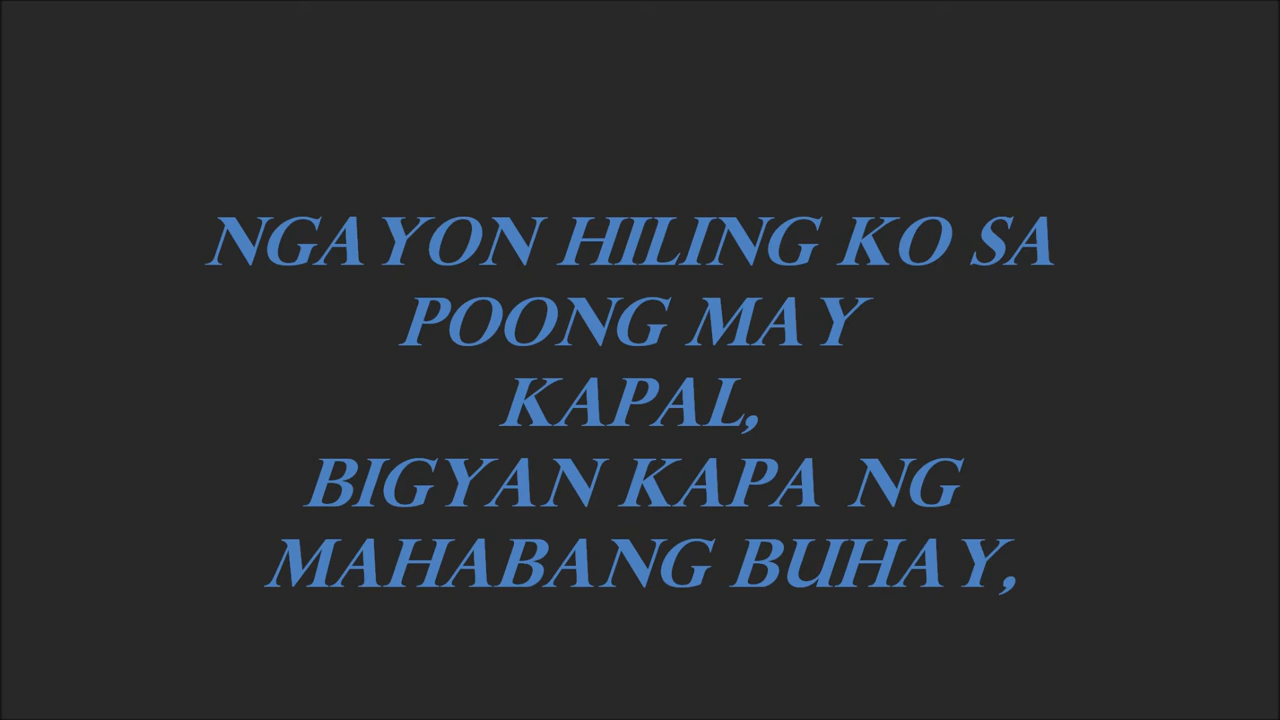 NGAYON HILING KO SA
POONG MAY
KAPAL,
BIGYAN KAPA NG
MAHABANG BUHAY,